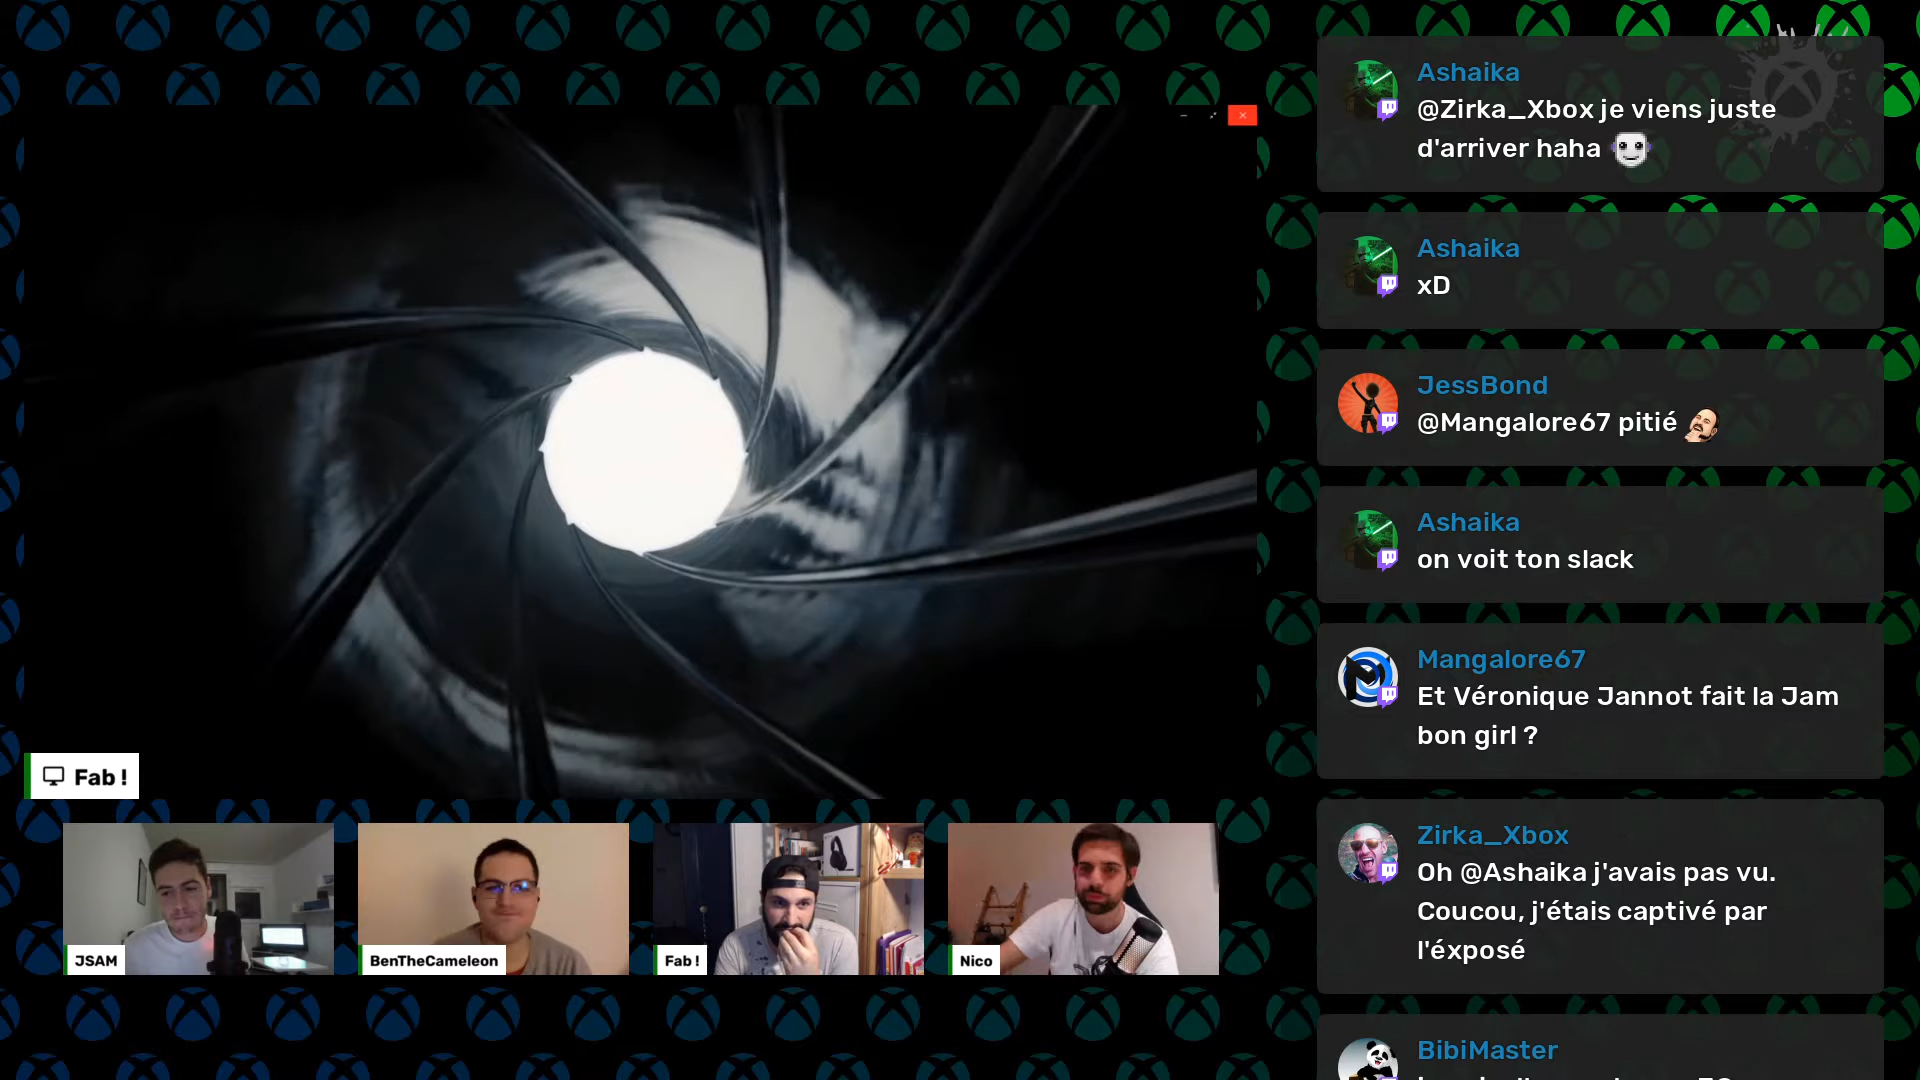 Ashaika
@Zirka_Xbox je viens juste
d'arriver haha
Ashaika
xD
JessBond
@Mangalore67 pitié
Ashaika
on voit ton slack
Mangalore67
Et Véronique Jannot fait la Jam
bon girl ?
Zirka_Xbox
Oh @Ashaika j'avais pas vu.
Coucou, j'étais captivé par
l'éxposé
BibiMaster
Fab !
JSAM
BenTheCameleon
Fab !
Nico